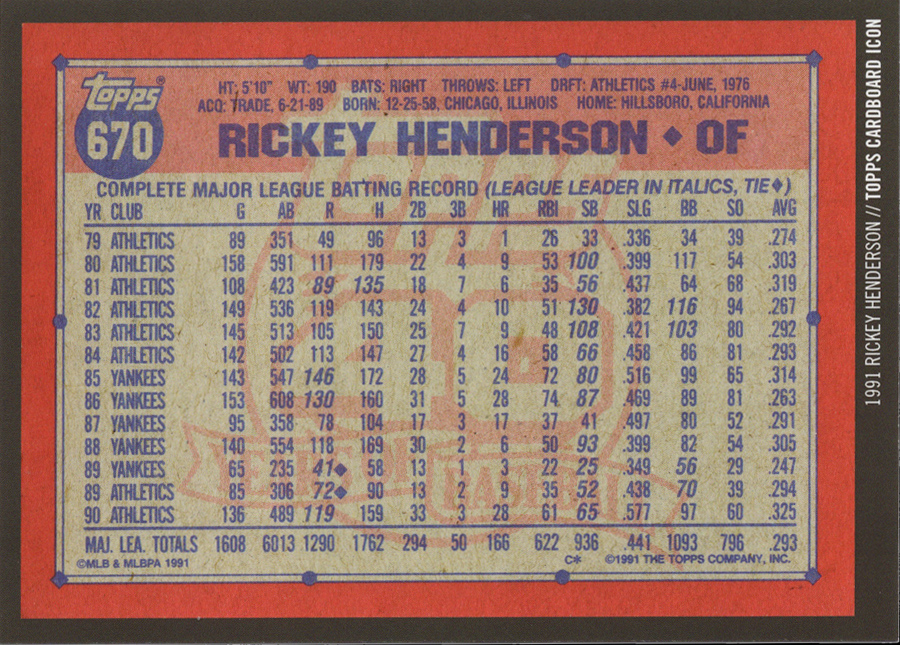 topps®
670
HT: 5'10" WT: 190 BATS: RIGHT THROWS: LEFT DRFT: ATHLETICS #4-JUNE, 1976
ACQ: TRADE, 6-21-89 BORN: 12-25-58, CHICAGO, ILLINOIS HOME: HILLSBORO, CALIFORNIA
RICKEY HENDERSON ♦ OF
COMPLETE MAJOR LEAGUE BATTING RECORD (LEAGUE LEADER IN ITALICS, TIE♦)
YR CLUB G AB R H 2B 3B HR RBI SB SLG BB SO AVG
79 ATHLETICS 89 351 49 96 13 3 1 26 33 .336 34 39 .274
80 ATHLETICS 158 591 111 179 22 4 9 53 100 .399 117 54 .303
81 ATHLETICS 108 423 89 135 18 7 6 35 56 .437 64 68 .319
82 ATHLETICS 149 536 119 143 24 4 10 51 130 .382 116 94 .267
83 ATHLETICS 145 513 105 150 25 7 9 48 108 .421 103 80 .292
84 ATHLETICS 142 502 113 147 27 4 16 58 66 .458 86 81 .293
85 YANKEES 143 547 146 172 28 5 24 72 80 .516 99 65 .314
86 YANKEES 153 608 130 160 31 5 28 74 87 .469 89 81 .263
87 YANKEES 95 358 78 104 17 3 17 37 41 .497 80 52 .291
88 YANKEES 140 554 118 169 30 2 6 50 93 .399 82 54 .305
89 YANKEES 65 235 41♦ 58 13 1 3 22 25 .349 56 29 .247
89 ATHLETICS 85 306 72♦ 90 13 2 9 35 52 .438 70 39 .294
90 ATHLETICS 136 489 119 159 33 3 28 61 65 .577 97 60 .325
MAJ. LEA. TOTALS 1608 6013 1290 1762 294 50 166 622 936 .441 1093 796 .293
©MLB & MLBPA 1991 C* ©1991 THE TOPPS COMPANY, INC.
1991 RICKEY HENDERSON // TOPPS CARDBOARD ICON